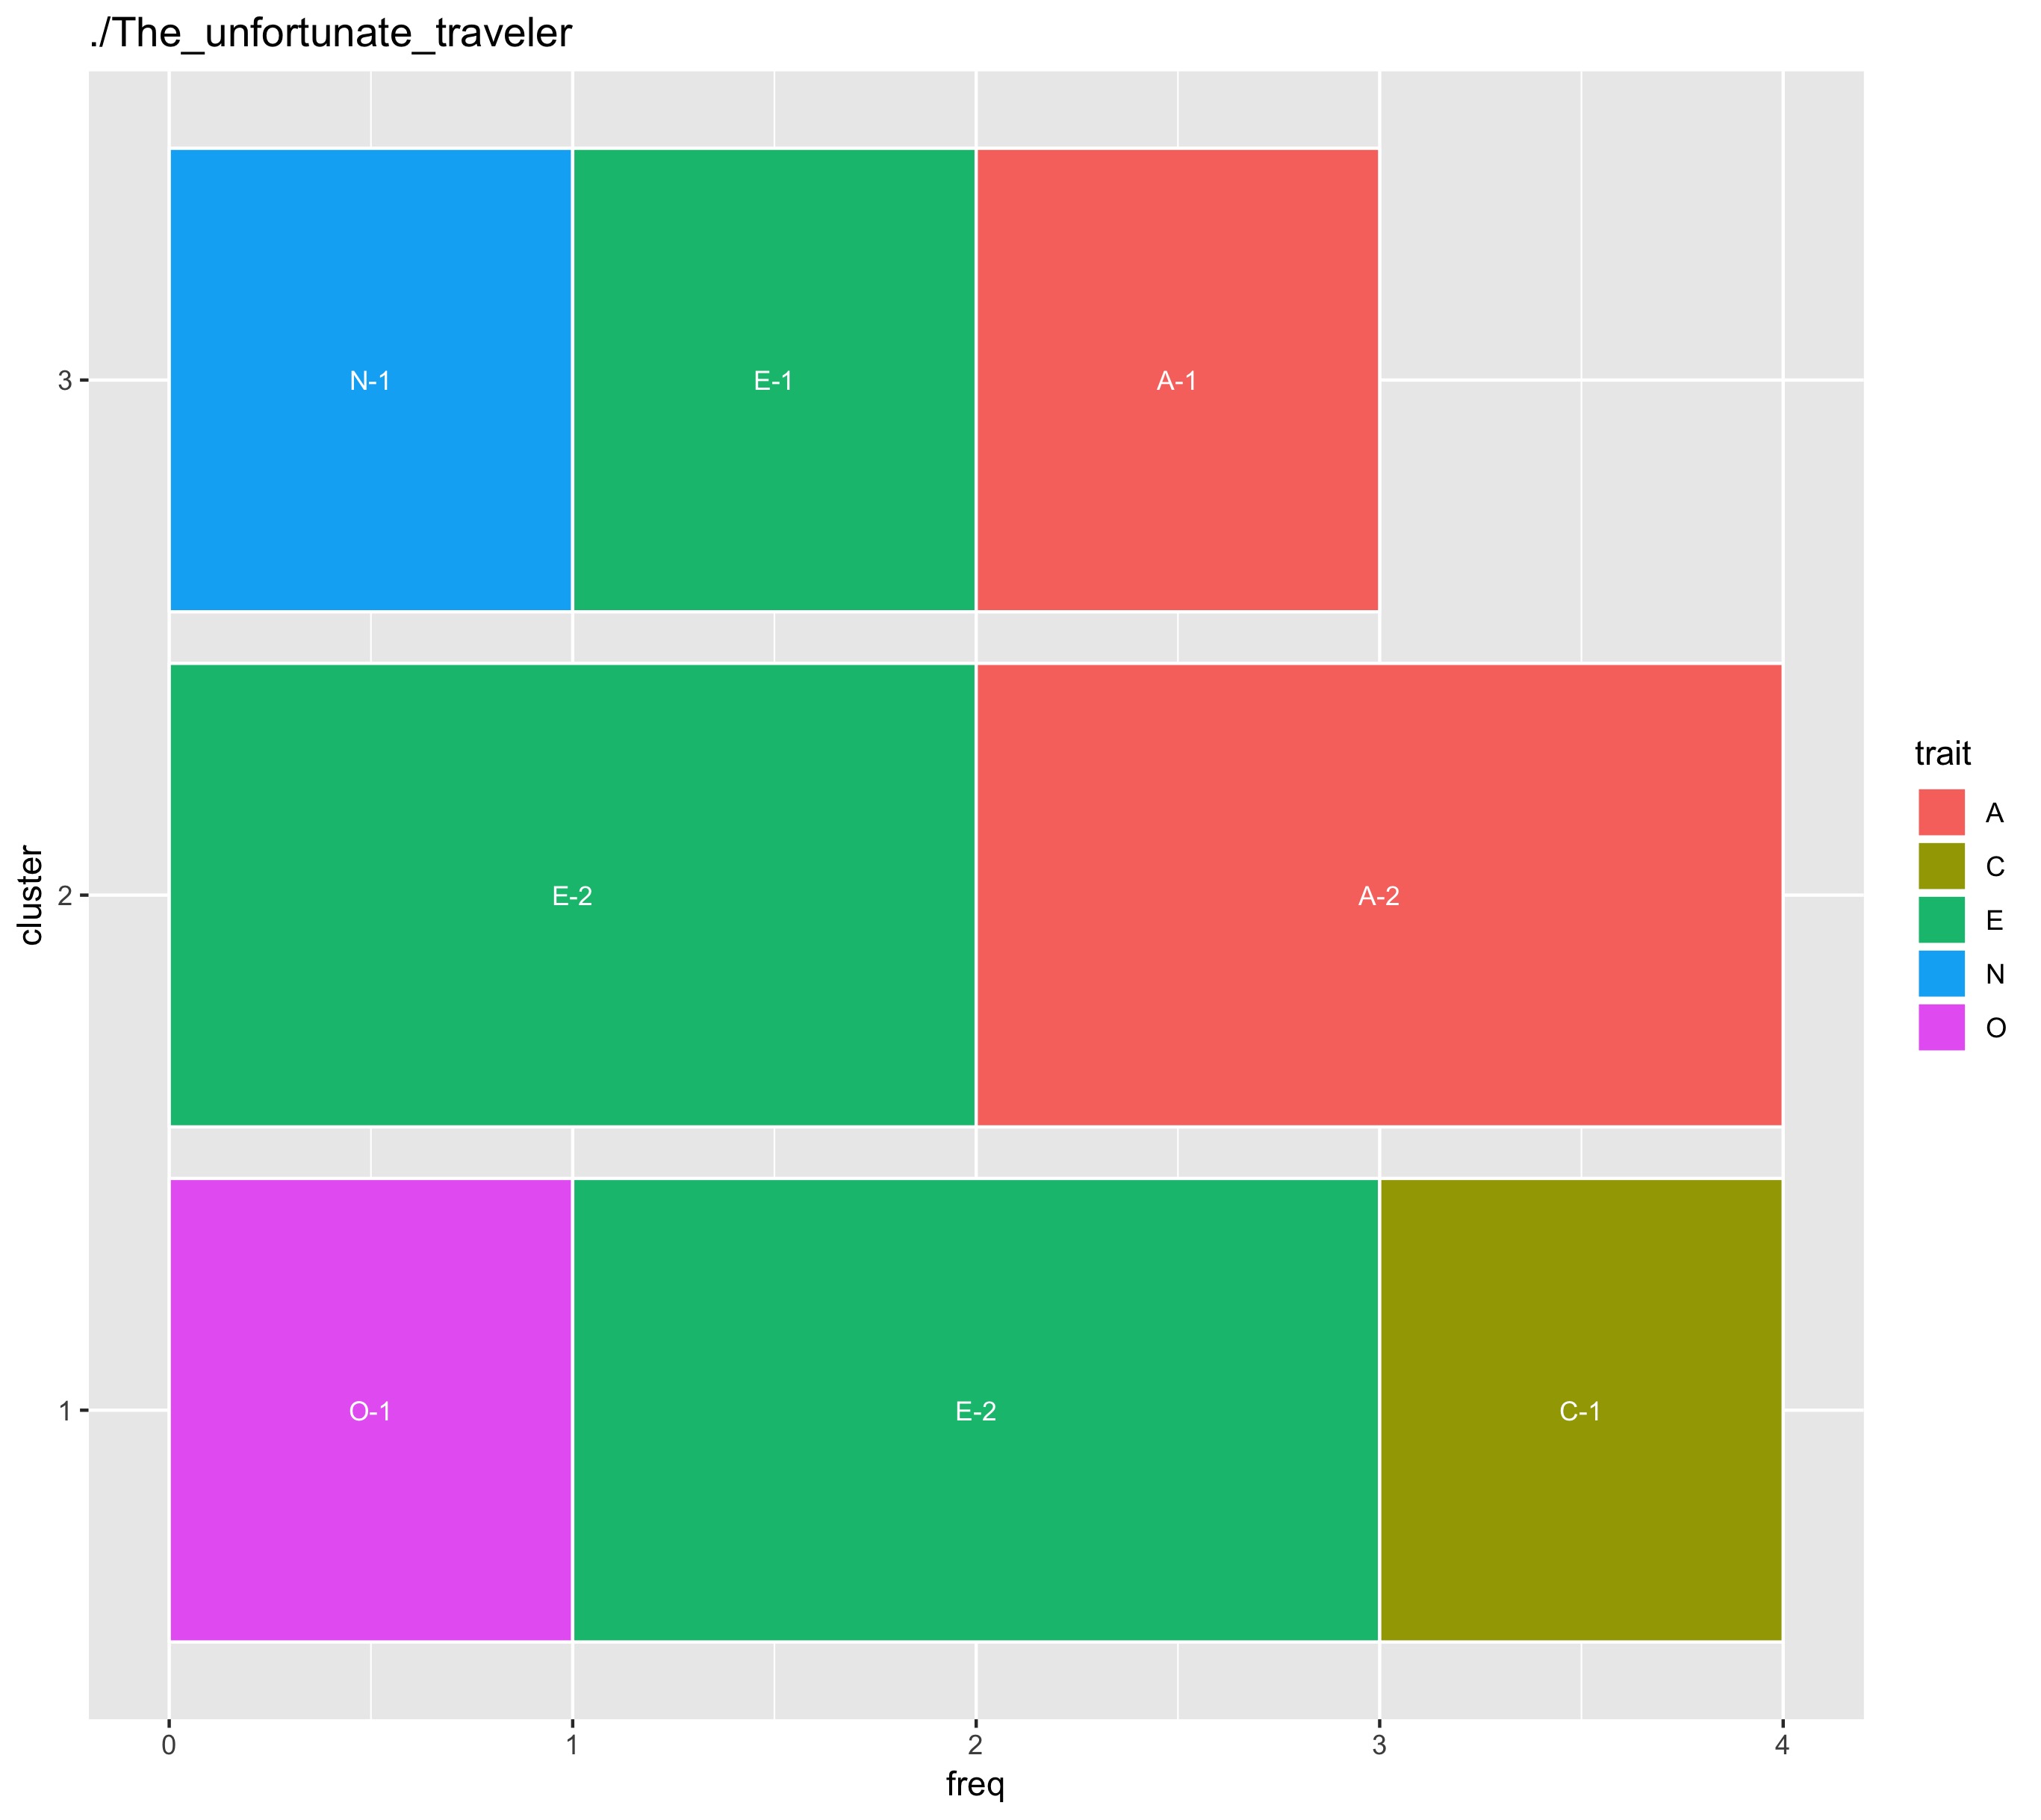 ./The_unfortunate_traveler
3
N-1
E-1
A-1
cluster
2
E-2
A-2
1
O-1
E-2
C-1
0 1 2 3 4
freq
trait
A
C
E
N
O